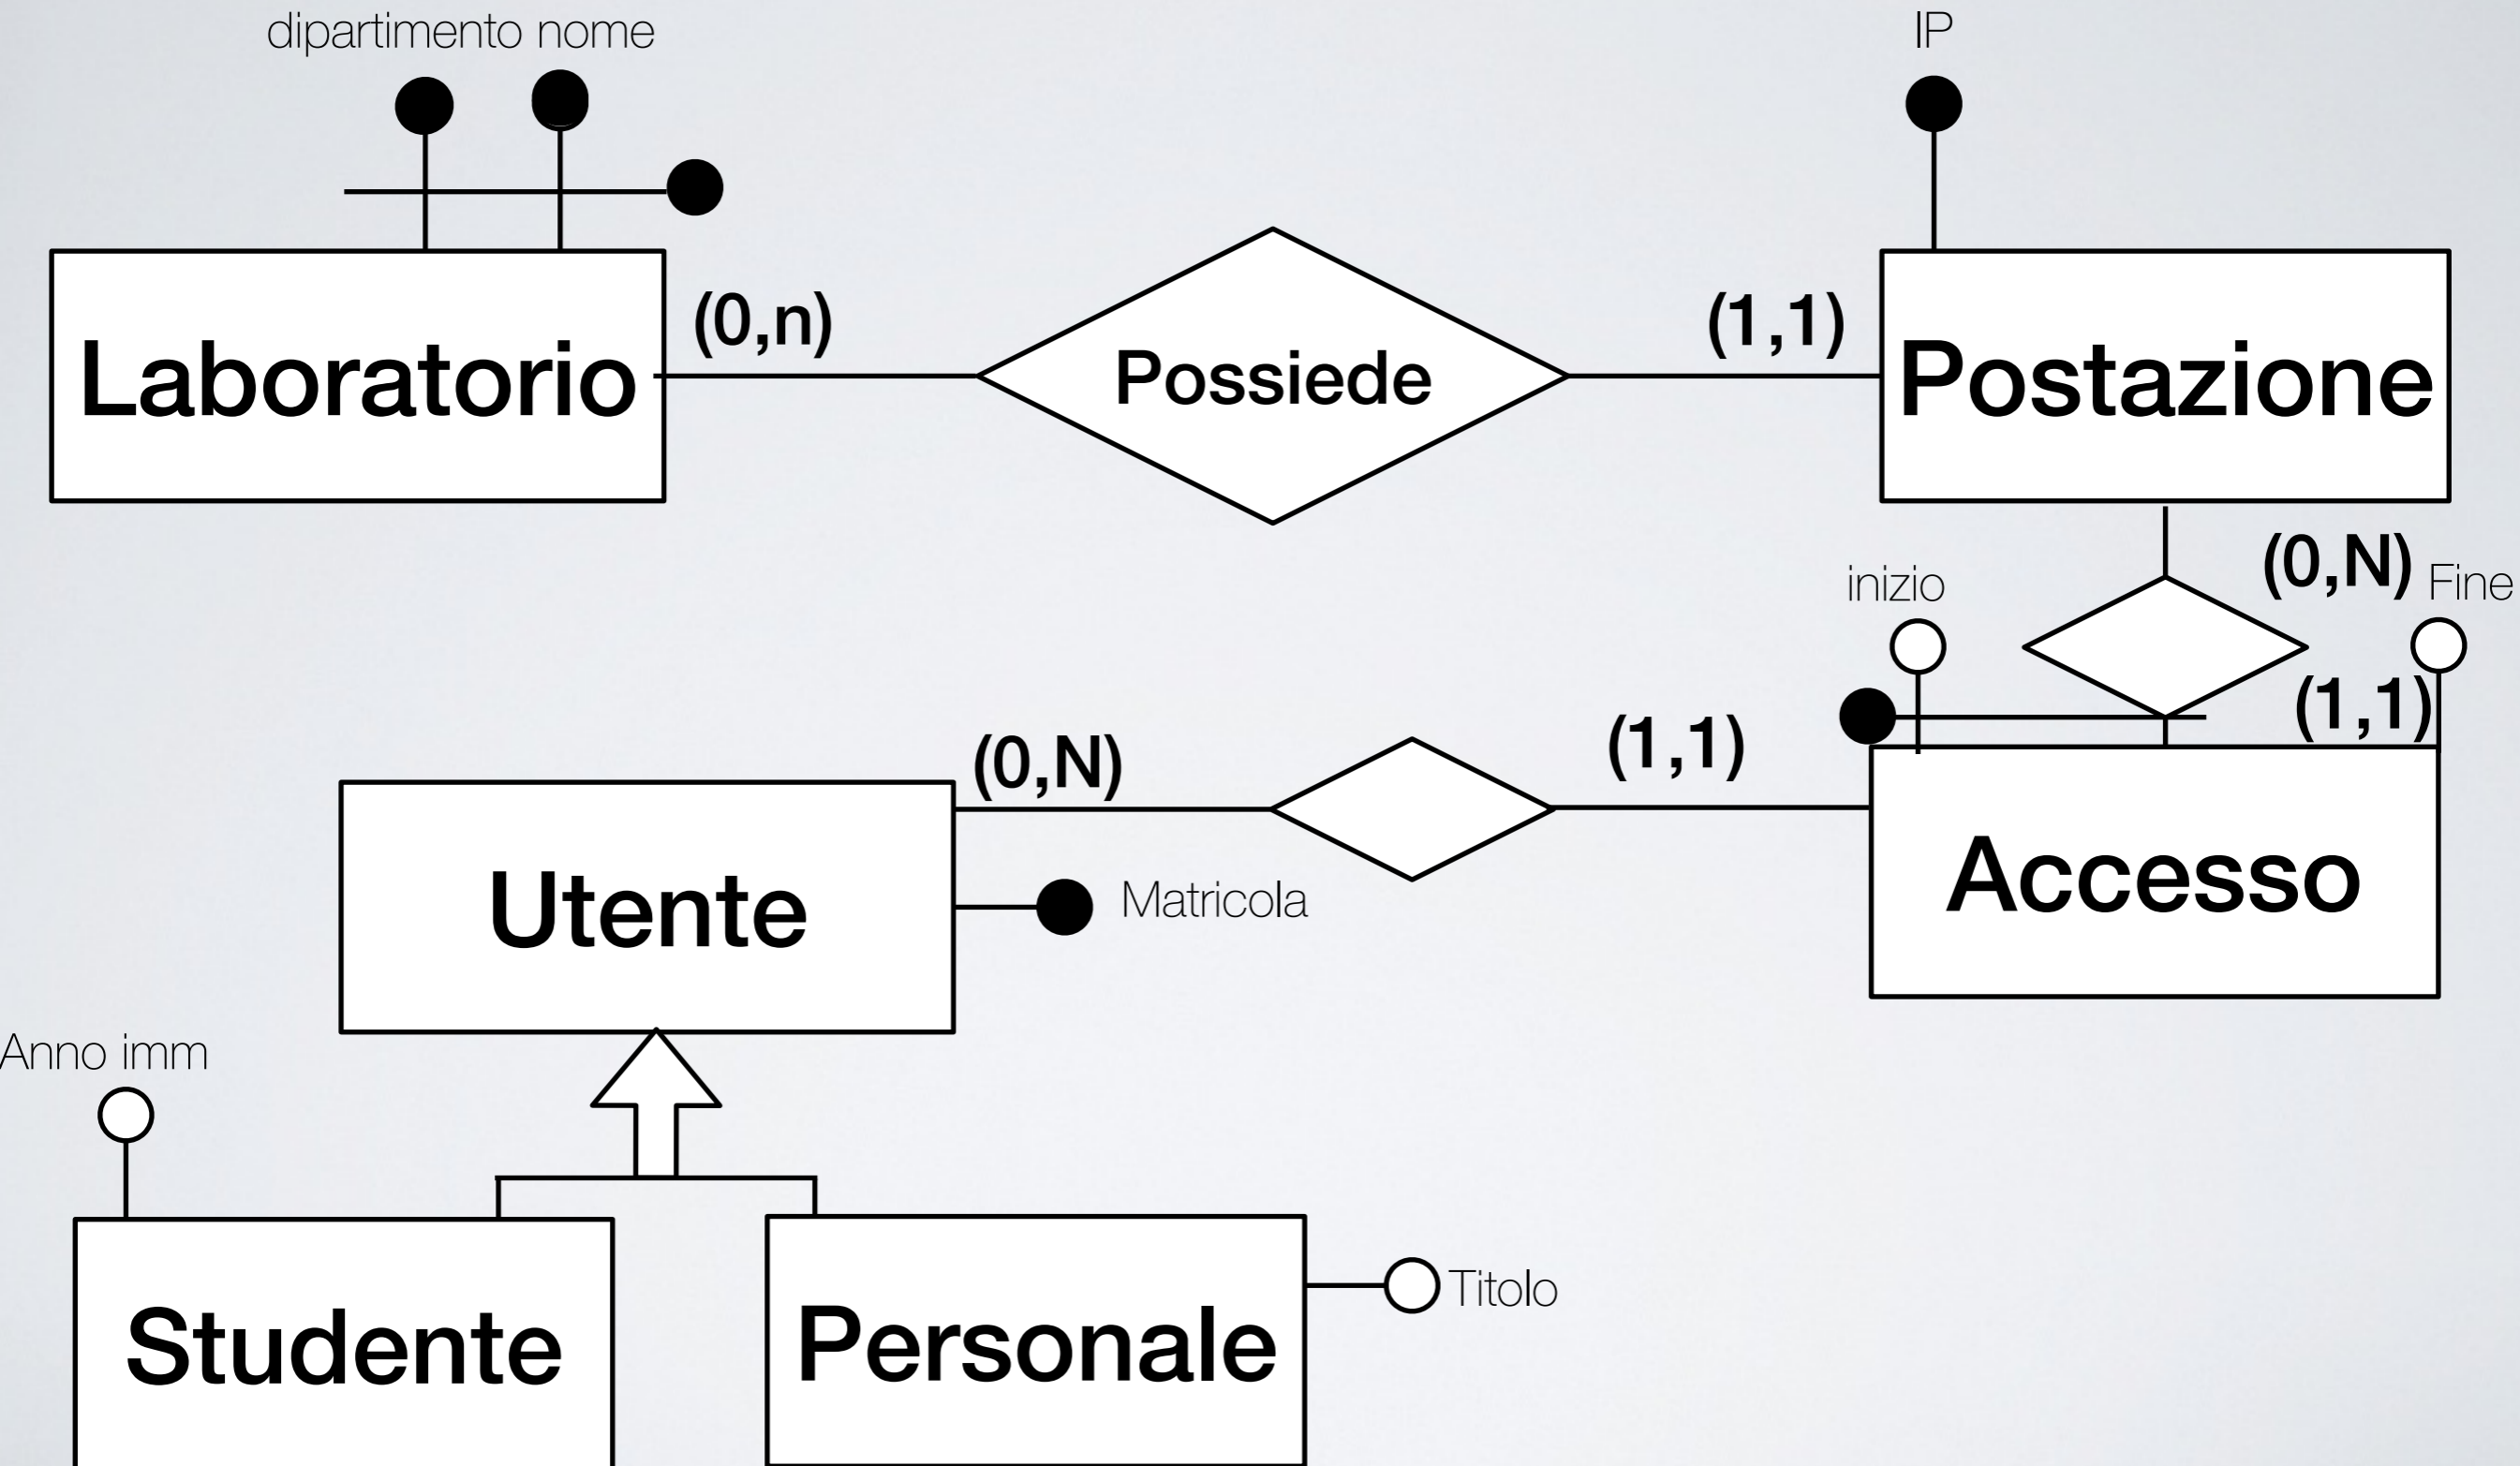 dipartimento nome
IP
Laboratorio
(0,n)
Possiede
(1,1)
Postazione
(0,N)
Fine
inizio
(1,1)
(0,N)
(1,1)
Utente
Matricola
Accesso
Anno imm
Studente
Personale
Titolo